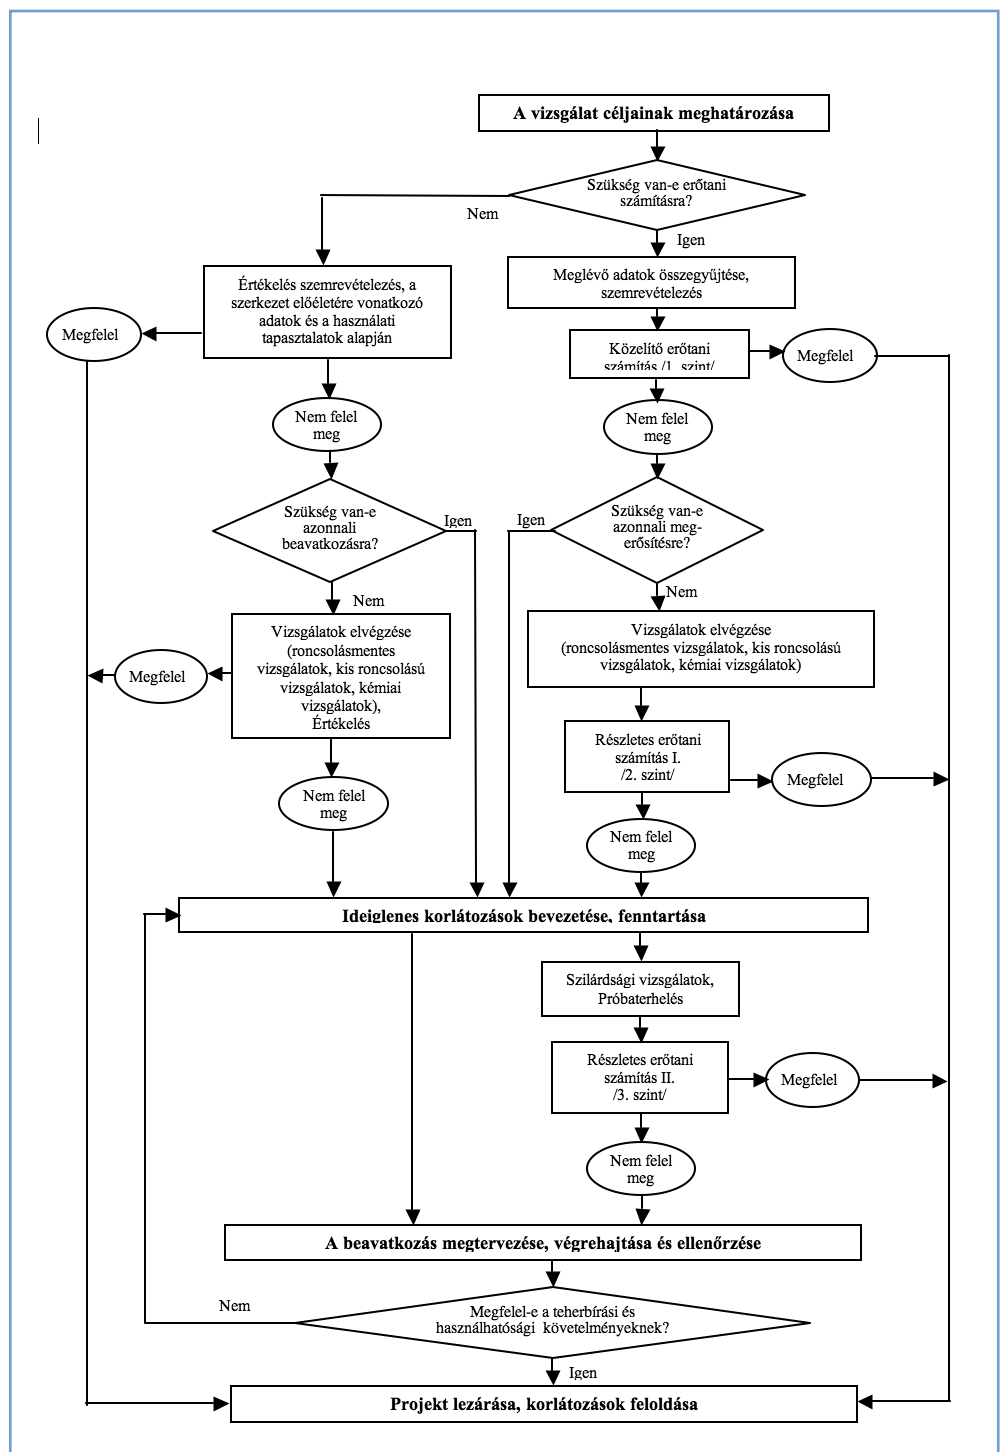 A vizsgálat céljainak meghatározása
Szükség van-e erőtani
számításra?
Nem
Igen
Értékelés szemrevételezés, a
szerkezet előéletére vonatkozó
adatok és a használati
tapasztalatok alapján
Megfelel
Meglévő adatok összegyűjtése,
szemrevételezés
Közelítő erőtani
számítás /1. szint/
Megfelel
Nem felel
meg
Nem felel
meg
Szükség van-e
azonnali
beavatkozásra?
Igen
Igen
Szükség van-e
azonnali meg-
erősítésre?
Nem
Nem
Vizsgálatok elvégzése
(roncsolásmentes
vizsgálatok, kis roncsolású
vizsgálatok, kémiai
vizsgálatok),
Értékelés
Megfelel
Vizsgálatok elvégzése
(roncsolásmentes vizsgálatok, kis roncsolású
vizsgálatok, kémiai vizsgálatok)
Részletes erőtani
számítás I.
/2. szint/
Megfelel
Nem felel
meg
Nem felel
meg
Ideiglenes korlátozások bevezetése, fenntartása
Szilárdsági vizsgálatok,
Próbaterhelés
Részletes erőtani
számítás II.
/3. szint/
Megfelel
Nem felel
meg
A beavatkozás megtervezése, végrehajtása és ellenőrzése
Nem
Megfelel-e a teherbírási és
használhatósági követelményeknek?
Igen
Projekt lezárása, korlátozások feloldása